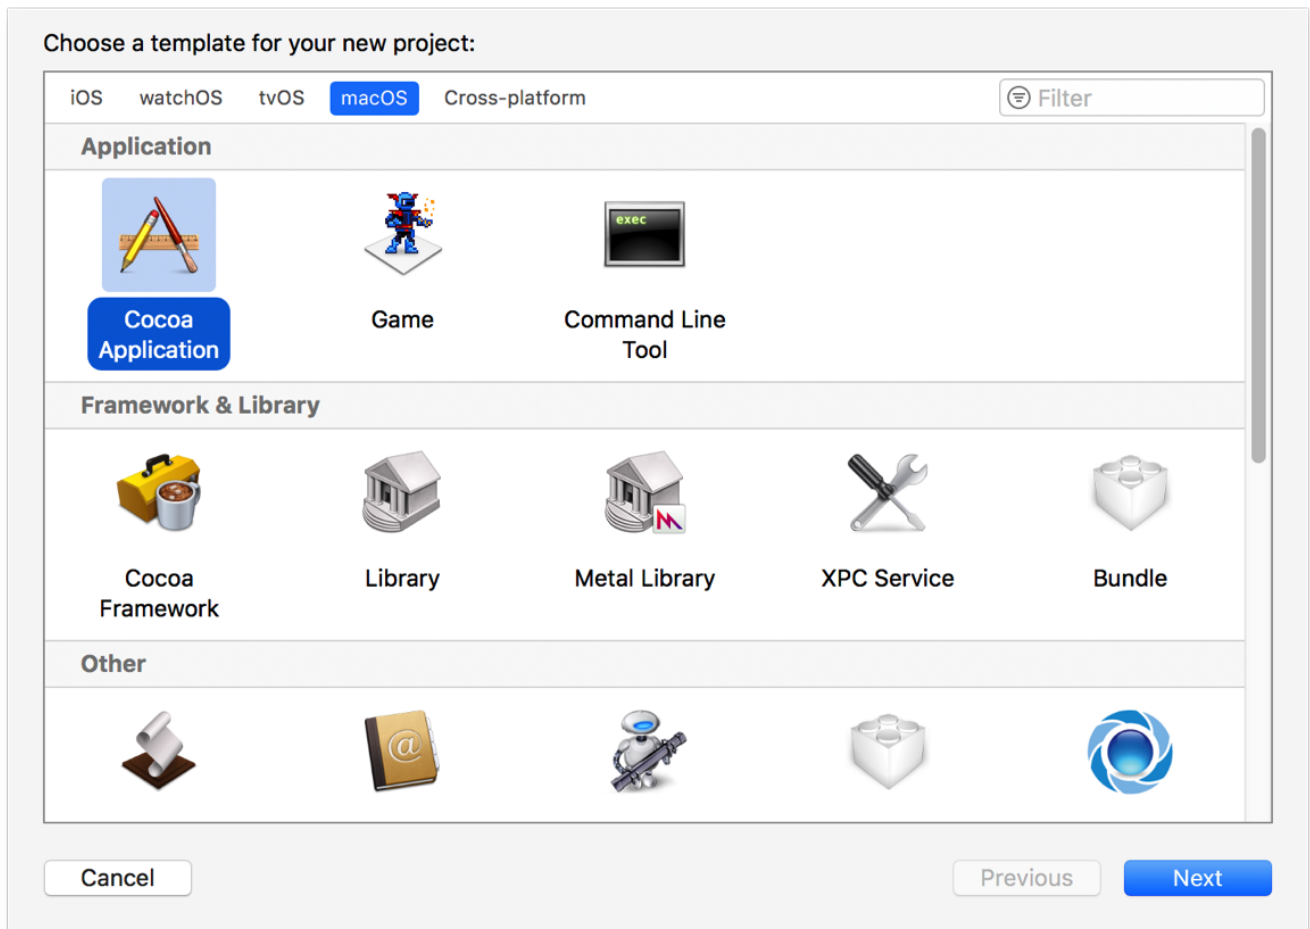 Choose a template for your new project:
iOS watchOS tvOS macOS Cross-platform Filter
Application
exec
Cocoa Application
Game
Command Line Tool
Framework & Library
Cocoa Framework
Library
Metal Library
XPC Service
Bundle
Other
@
Cancel Previous Next